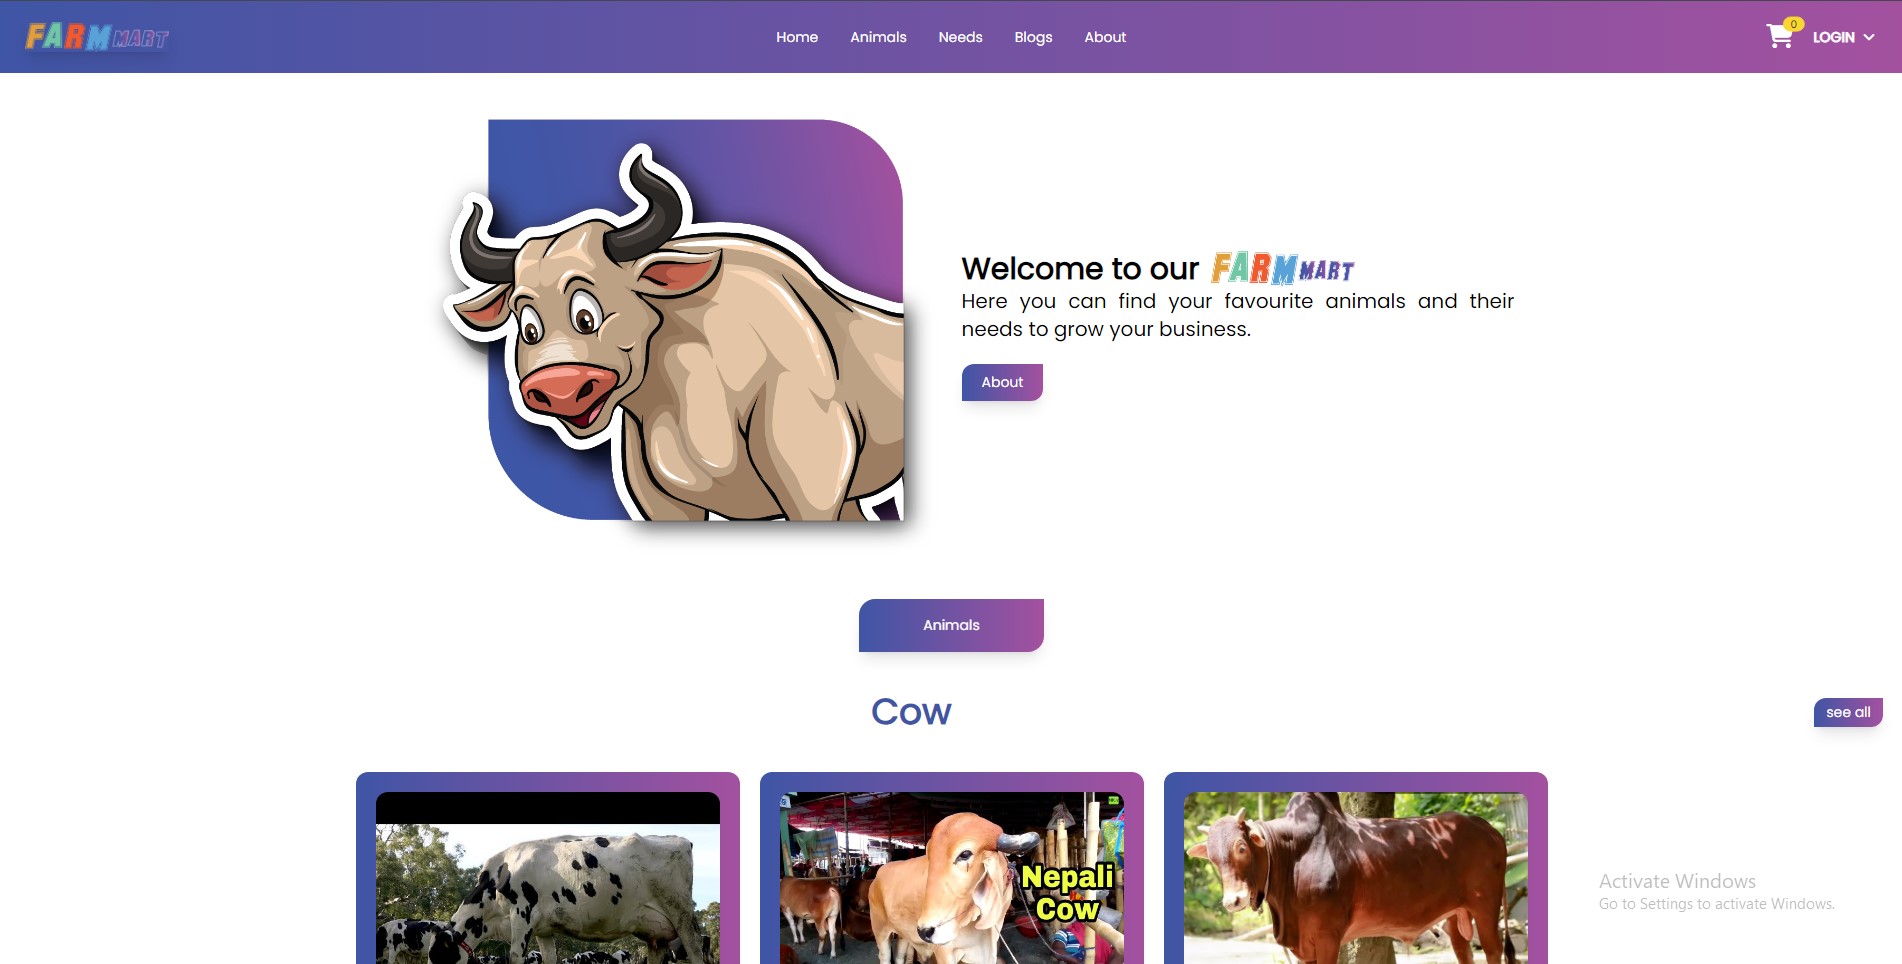 FARM MART
Home
Animals
Needs
Blogs
About
0
LOGIN
Welcome to our FARM MART
Here you can find your favourite animals and their
needs to grow your business.
About
Animals
Cow
see all
Nepali
Cow
Activate Windows
Go to Settings to activate Windows.